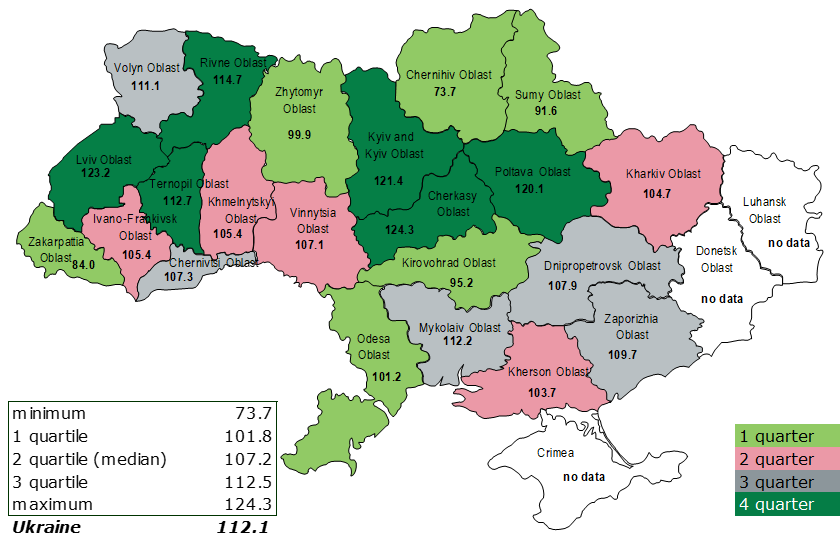 Volyn Oblast
111.1
Rivne Oblast
114.7
Zhytomyr
Oblast
99.9
Chernihiv Oblast
73.7
Sumy Oblast
91.6
Kyiv and
Kyiv Oblast
121.4
Lviv Oblast
123.2
Ternopil Oblast
112.7
Khmelnytskyi
Oblast
105.4
Ivano-Frankivsk
Oblast
105.4
Zakarpattia
Oblast
84.0
Chernivtsi Oblast
107.3
Vinnytsia
Oblast
107.1
Cherkasy Oblast
124.3
Poltava Oblast
120.1
Kharkiv Oblast
104.7
Luhansk
Oblast
no data
Donetsk
Oblast
no data
Kirovohrad Oblast
95.2
Dnipropetrovsk Oblast
107.9
Zaporizhia
Oblast
109.7
Mykolaiv Oblast
112.2
Odesa
Oblast
101.2
Kherson Oblast
103.7
Crimea
no data
minimum 73.7
1 quartile 101.8
2 quartile (median) 107.2
3 quartile 112.5
maximum 124.3
Ukraine 112.1
1 quarter
2 quarter
3 quarter
4 quarter